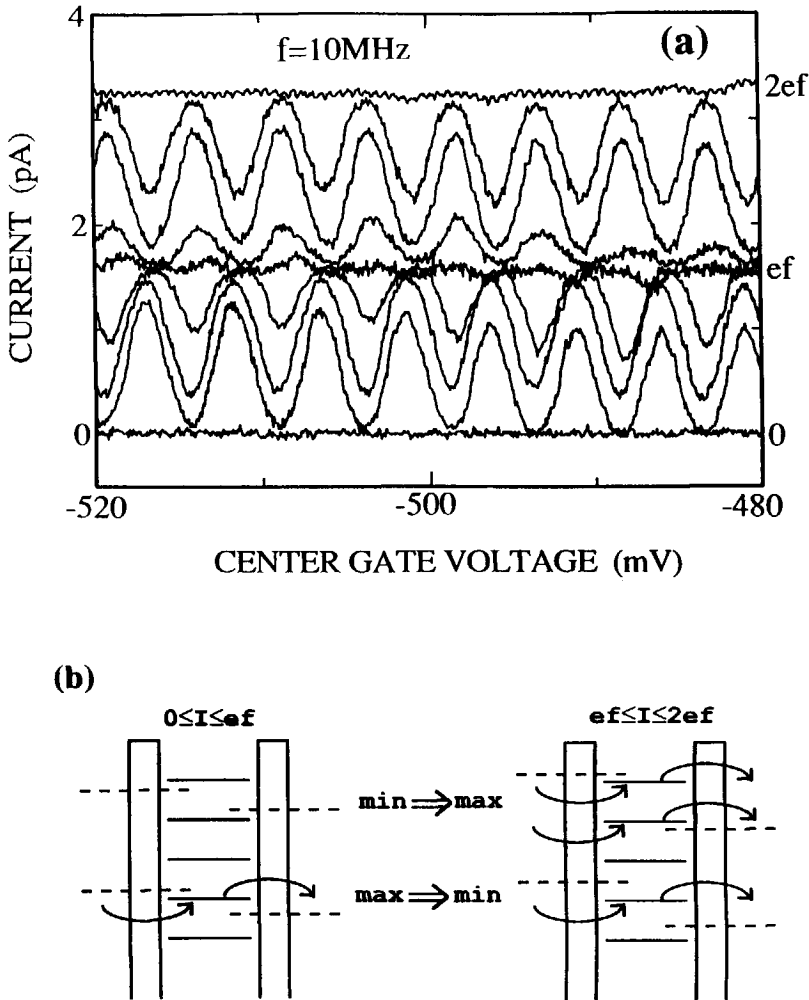 4
f=10MHz
(a)
2ef
CURRENT (pA)
2
ef
0
0
-520
-500
-480
CENTER GATE VOLTAGE (mV)
(b)
0≤I≤ef
ef≤I≤2ef
min⟹max
max⟹min